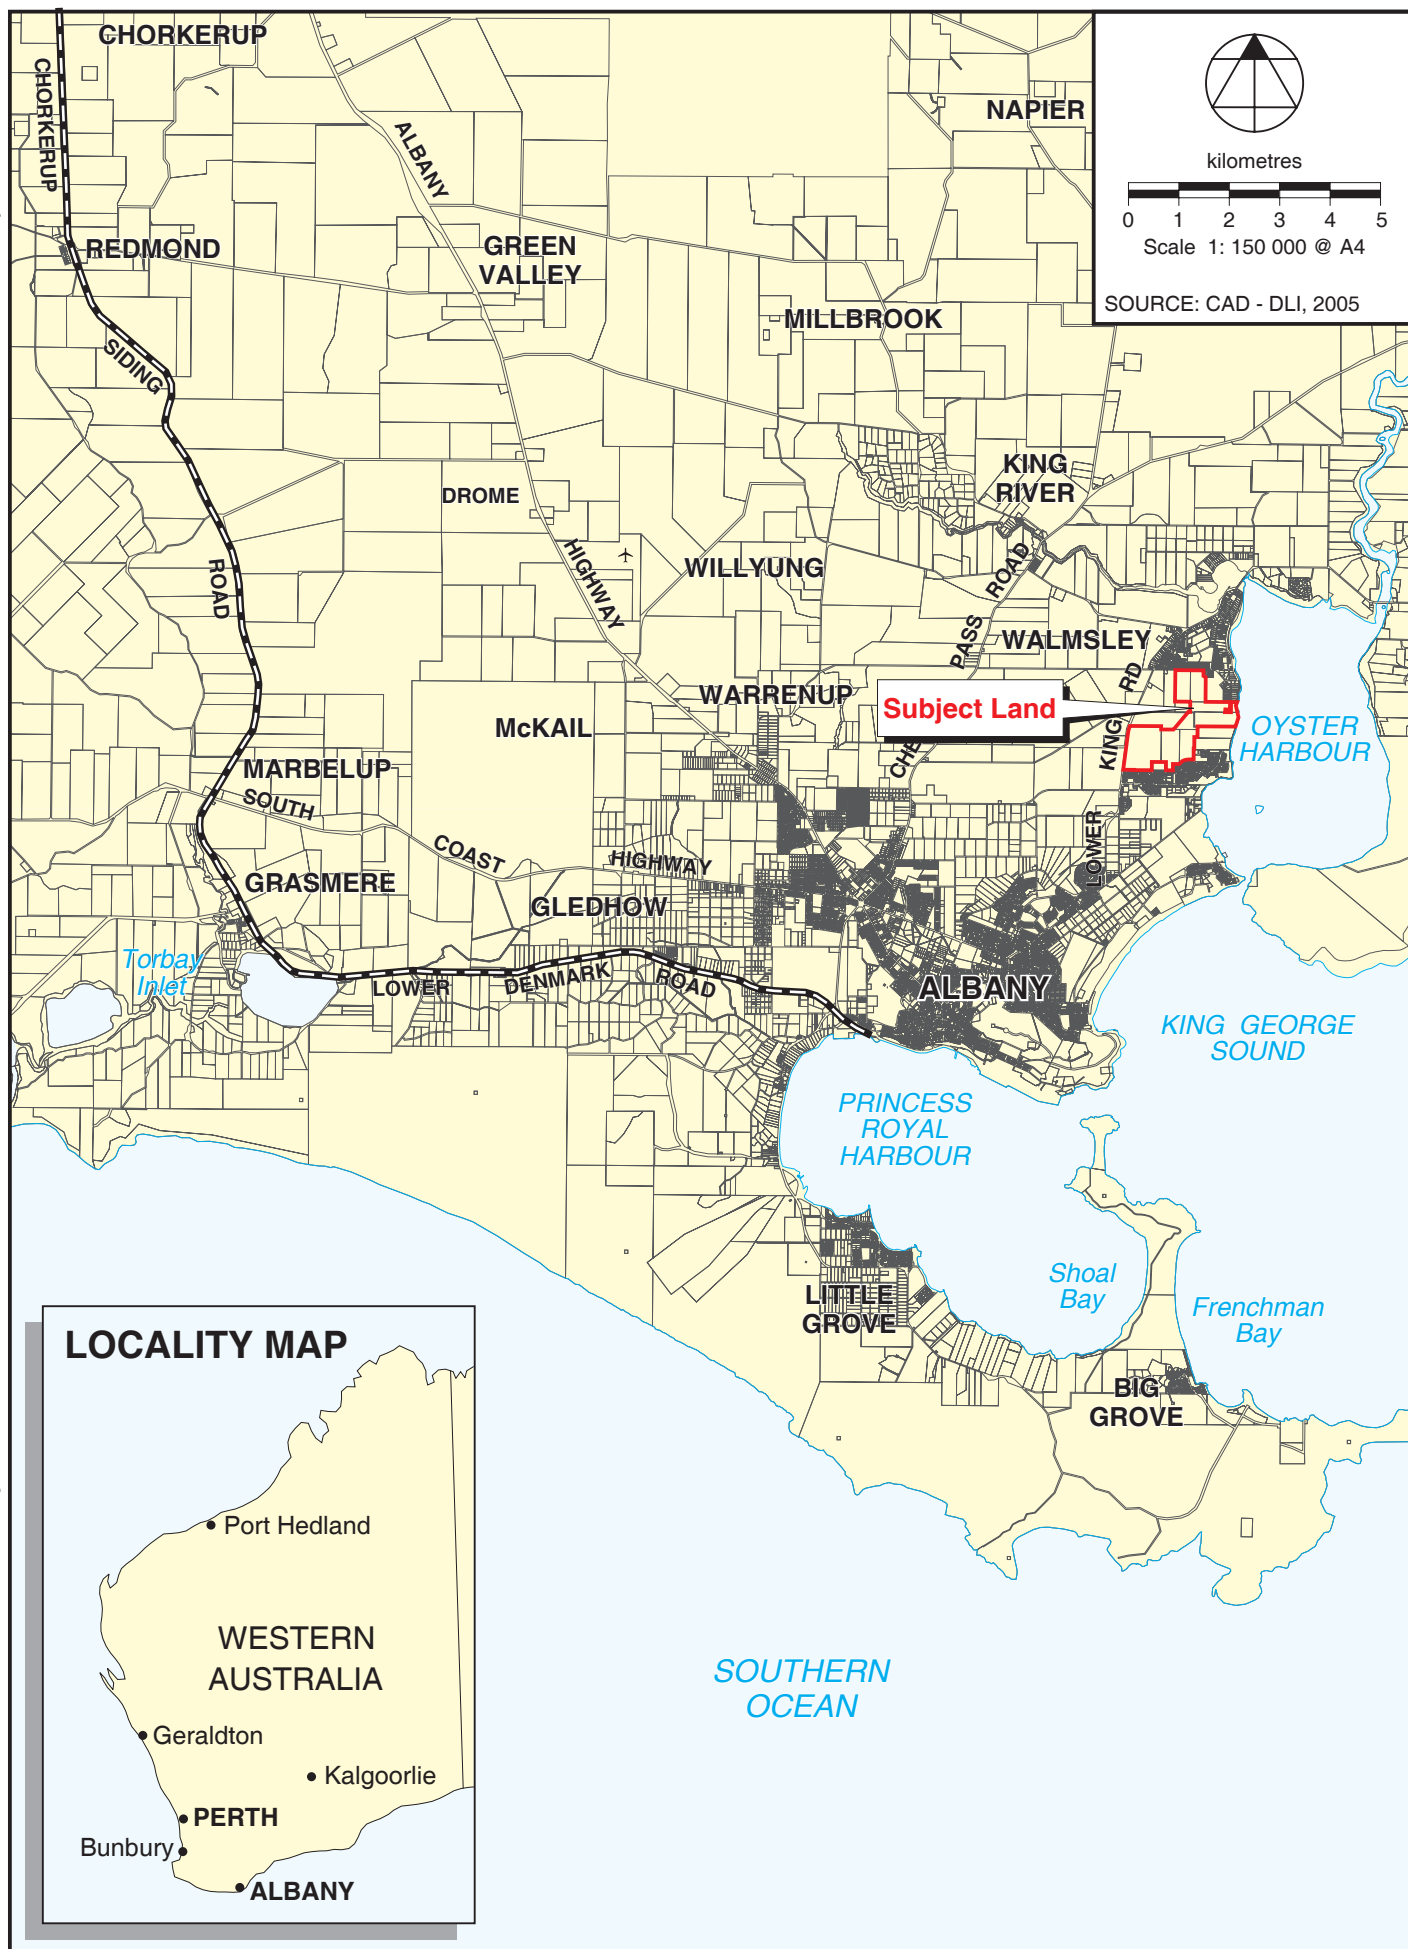 CHORKERUP
NAPIER
kilometres
0 1 2 3 4 5
Scale 1: 150 000 @ A4
SOURCE: CAD - DLI, 2005
CHORKERUP
ALBANY
REDMOND
GREEN
VALLEY
MILLBROOK
SIDING
KING
RIVER
DROME
HIGHWAY
WILLYUNG
ROAD
ROAD
PASS
WALMSLEY
RD
WARRENUP
Subject Land
McKAIL
KING
OYSTER
HARBOUR
CHE
MARBELUP
SOUTH
COAST
HIGHWAY
LOWER
GRASMERE
GLEDHOW
Torbay
Inlet
LOWER
DENMARK
ROAD
ALBANY
KING GEORGE
SOUND
PRINCESS
ROYAL
HARBOUR
Shoal
Bay
LITTLE
GROVE
Frenchman
Bay
BIG
GROVE
LOCALITY MAP
Port Hedland
WESTERN
AUSTRALIA
Geraldton
Kalgoorlie
PERTH
Bunbury
ALBANY
SOUTHERN
OCEAN